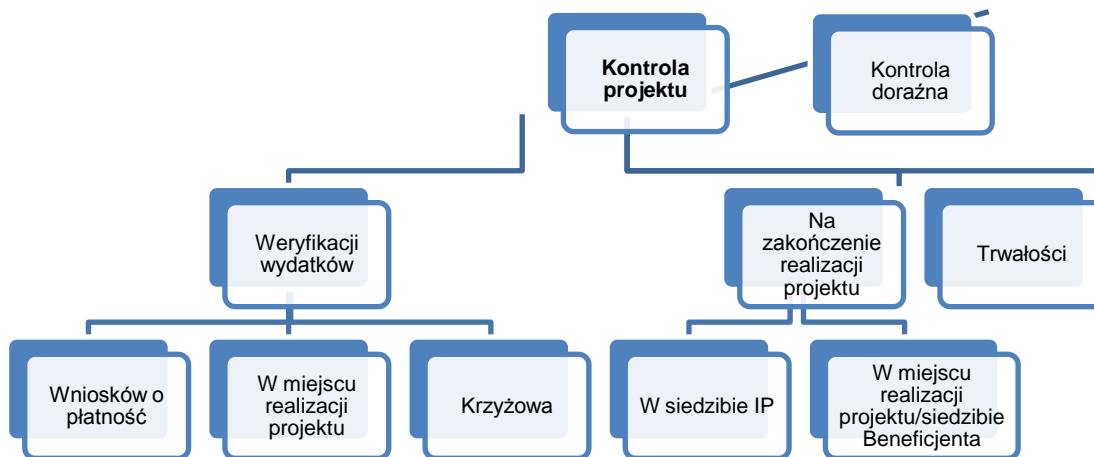 Kontrola
projektu
Kontrola
doraźna
Weryfikacji
wydatków
Na
zakończenie
realizacji
projektu
Trwałości
Wniosków o
płatność
W miejscu
realizacji
projektu
Krzyżowa
W siedzibie IP
W miejscu
realizacji
projektu/siedzibie
Beneficjenta